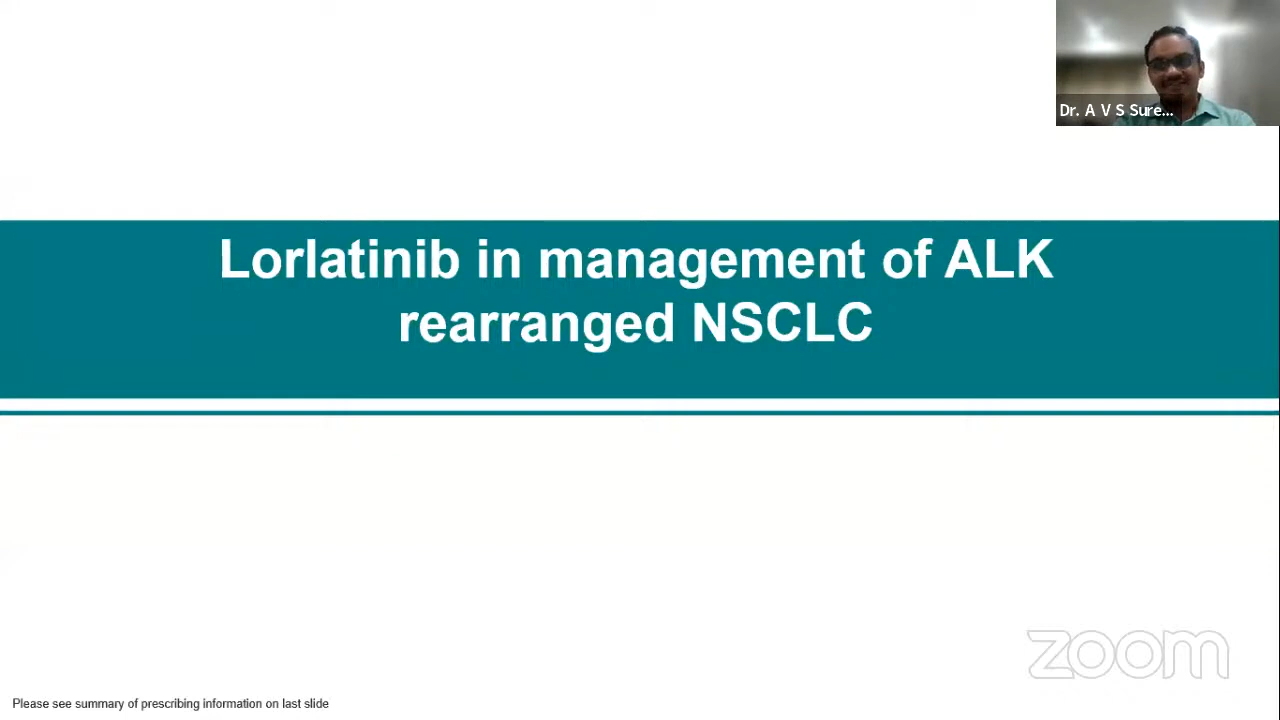 Dr. A V S Sure...
Lorlatinib in management of ALK
rearranged NSCLC
zoom
Please see summary of prescribing information on last slide